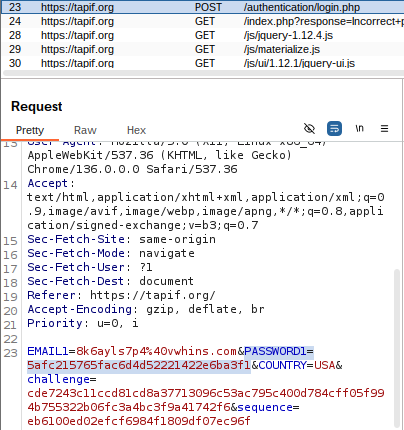 23 https://tapif.org POST /authentication/login.php
24 https://tapif.org GET /index.php?response=Incorrect+p
28 https://tapif.org GET /js/jquery-1.12.4.js
29 https://tapif.org GET /js/materialize.js
30 https://tapif.org GET /js/ui/1.12.1/jquery-ui.js
Request
Pretty Raw Hex \n
13 User-Agent: Mozilla/5.0 (X11; Linux x86_64)
AppleWebKit/537.36 (KHTML, like Gecko)
Chrome/136.0.0.0 Safari/537.36
14 Accept:
text/html,application/xhtml+xml,application/xml;q=0
.9,image/avif,image/webp,image/apng,*/*;q=0.8,appli
cation/signed-exchange;v=b3;q=0.7
15 Sec-Fetch-Site: same-origin
16 Sec-Fetch-Mode: navigate
17 Sec-Fetch-User: ?1
18 Sec-Fetch-Dest: document
19 Referer: https://tapif.org/
20 Accept-Encoding: gzip, deflate, br
21 Priority: u=0, i
22
23 EMAIL1=8k6ayls7p4%40vwhins.com&PASSWORD1=
5afc215765fac6d4d52221422e6ba3f1&COUNTRY=USA&
challenge=
cde7243c11ccd81cd8a37713096c53ac795c400d784cff05f99
4b755322b06fc3a4bc3f9a41742f6&sequence=
eb6100ed02efcf6984f1809df07ec96f